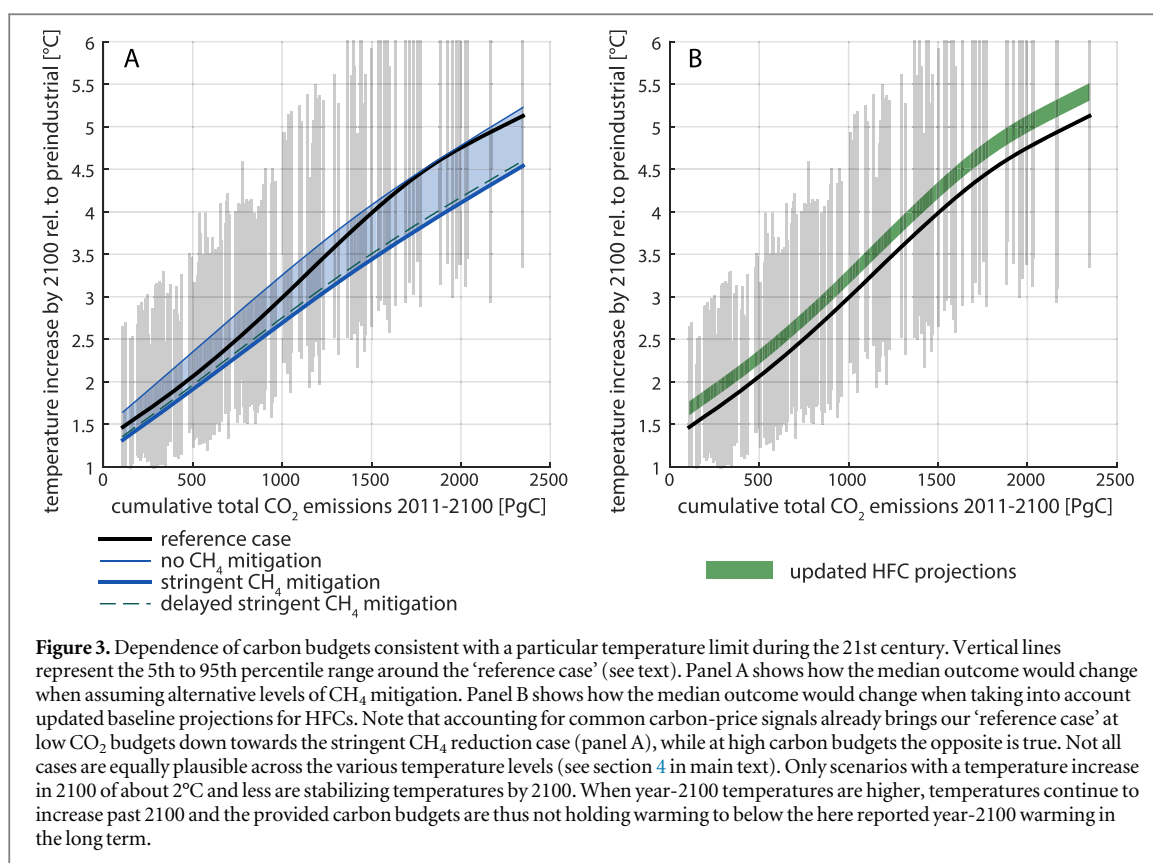 A
temperature increase by 2100 rel. to preindustrial [°C]
6
5.5
5
4.5
4
3.5
3
2.5
2
1.5
1
0
500
1000
1500
2000
2500
cumulative total CO₂ emissions 2011-2100 [PgC]
reference case
no CH₄ mitigation
stringent CH₄ mitigation
delayed stringent CH₄ mitigation
B
temperature increase by 2100 rel. to preindustrial [°C]
6
5.5
5
4.5
4
3.5
3
2.5
2
1.5
1
0
500
1000
1500
2000
2500
cumulative total CO₂ emissions 2011-2100 [PgC]
updated HFC projections
Figure 3. Dependence of carbon budgets consistent with a particular temperature limit during the 21st century. Vertical lines
represent the 5th to 95th percentile range around the ‘reference case’ (see text). Panel A shows how the median outcome would change
when assuming alternative levels of CH₄ mitigation. Panel B shows how the median outcome would change when taking into account
updated baseline projections for HFCs. Note that accounting for common carbon-price signals already brings our ‘reference case’ at
low CO₂ budgets down towards the stringent CH₄ reduction case (panel A), while at high carbon budgets the opposite is true. Not all
cases are equally plausible across the various temperature levels (see section 4 in main text). Only scenarios with a temperature increase
in 2100 of about 2°C and less are stabilizing temperatures by 2100. When year-2100 temperatures are higher, temperatures continue to
increase past 2100 and the provided carbon budgets are thus not holding warming to below the here reported year-2100 warming in
the long term.